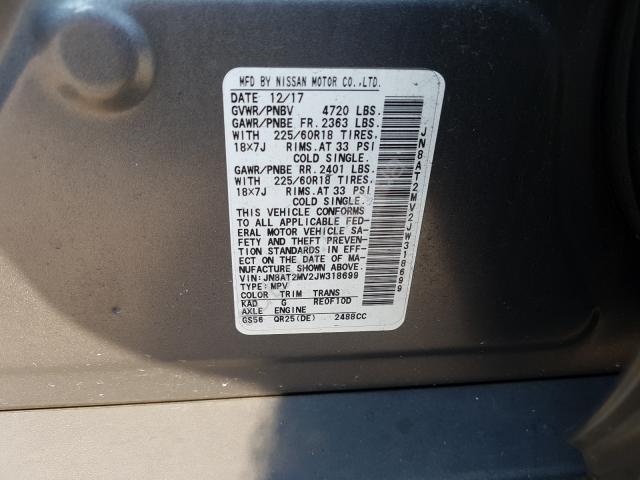 MFD BY NISSAN MOTOR CO.,LTD.
DATE 12/17
GVWR/PNBV 4720 LBS.
GAWR/PNBE FR. 2363 LBS.
WITH 225/60R18 TIRES.
18X7J RIMS.AT 33 PSI
COLD SINGLE.
GAWR/PNBE RR. 2401 LBS.
WITH 225/60R18 TIRES.
18X7J RIMS.AT 33 PSI
COLD SINGLE.
THIS VEHICLE CONFORMS
TO ALL APPLICABLE FED-
ERAL MOTOR VEHICLE SA-
FETY AND THEFT PREVEN-
TION STANDARDS IN EFF-
ECT ON THE DATE OF MA-
NUFACTURE SHOWN ABOVE.
VIN: JN8AT2MV2JW318699
TYPE: MPV
COLOR TRIM TRANS
KAD G RE0F10D
AXLE ENGINE
GS56 QR25(DE) 2488CC
JN8AT2MV2JW318699